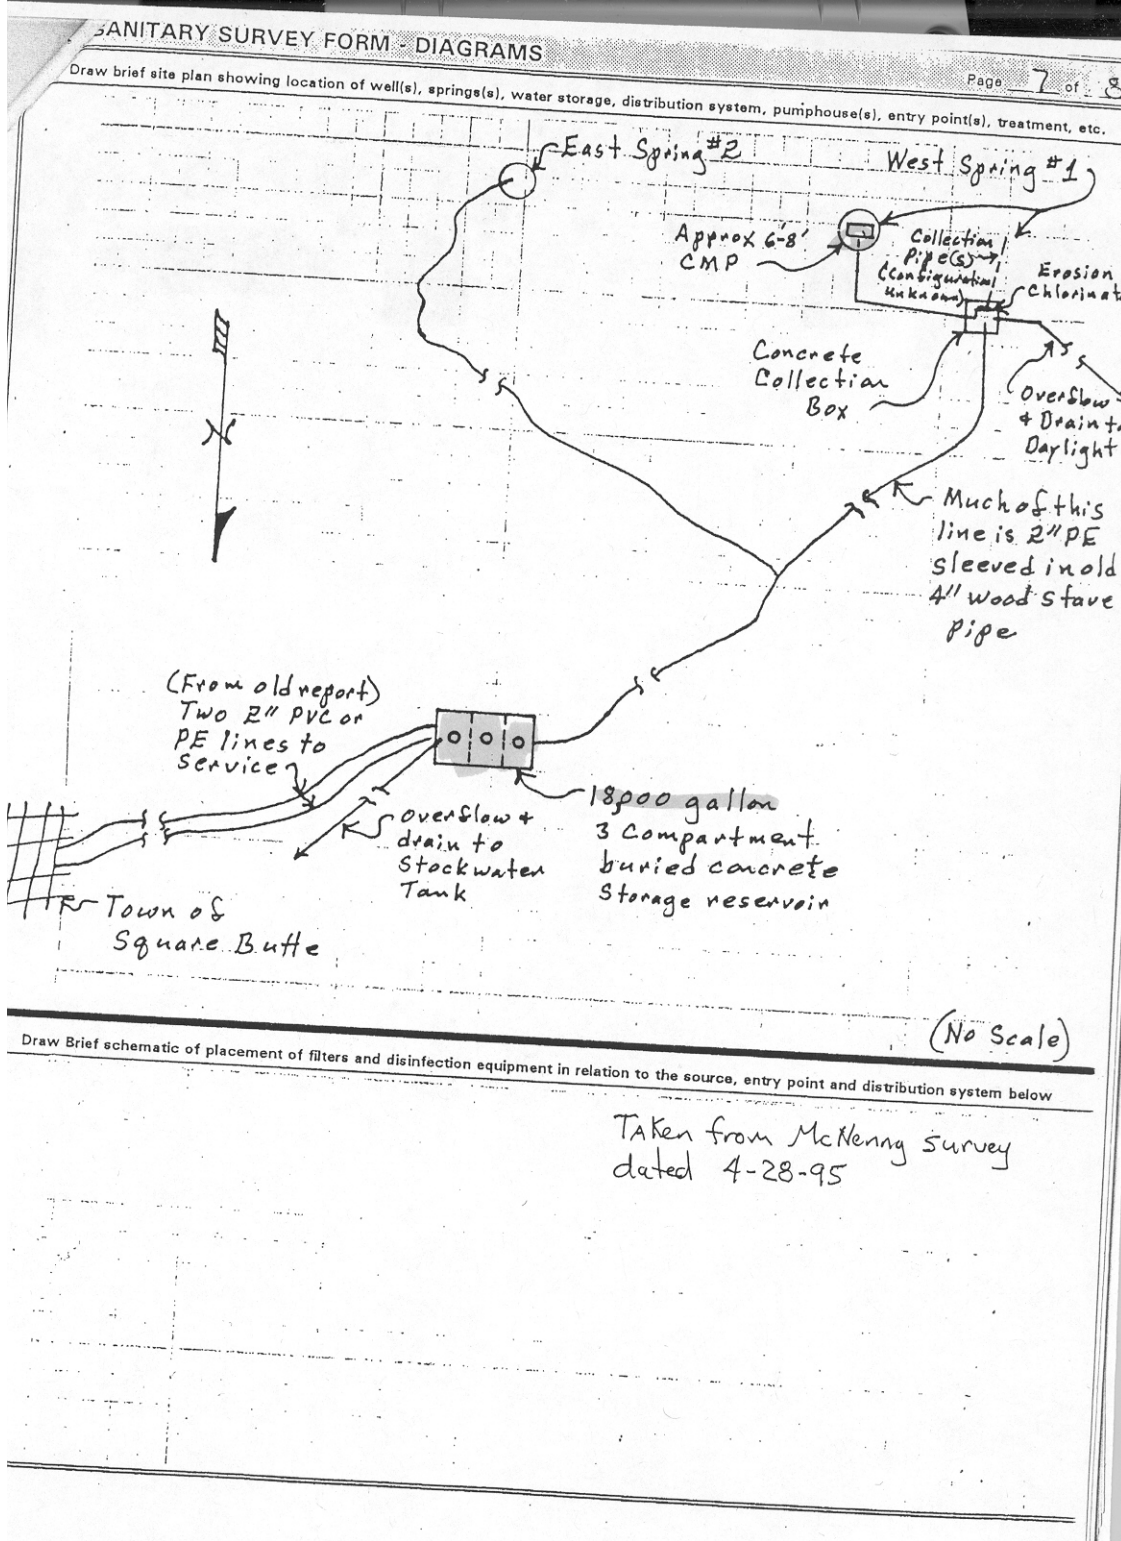 SANITARY SURVEY FORM - DIAGRAMS
Page 7 of 8
Draw brief site plan showing location of well(s), springs(s), water storage, distribution system, pumphouse(s), entry point(s), treatment, etc.
East Spring #2
West Spring #1
Approx 6-8'
CMP
Collection
Pipe(s)
(Configuration
unknown)
Erosion
Chlorinat
Concrete
Collection
Box
Overflow
& Drain to
Daylight
N
Much of this
line is 2" PE
sleeved in old
4" wood stave
pipe
(From old report)
Two 2" PVC or
PE lines to
Service
Overflow &
drain to
Stockwater
Tank
18,000 gallon
3 Compartment
buried concrete
Storage reservoir
Town of
Square Butte
(No Scale)
Draw Brief schematic of placement of filters and disinfection equipment in relation to the source, entry point and distribution system below
Taken from McNenny survey
dated 4-28-95